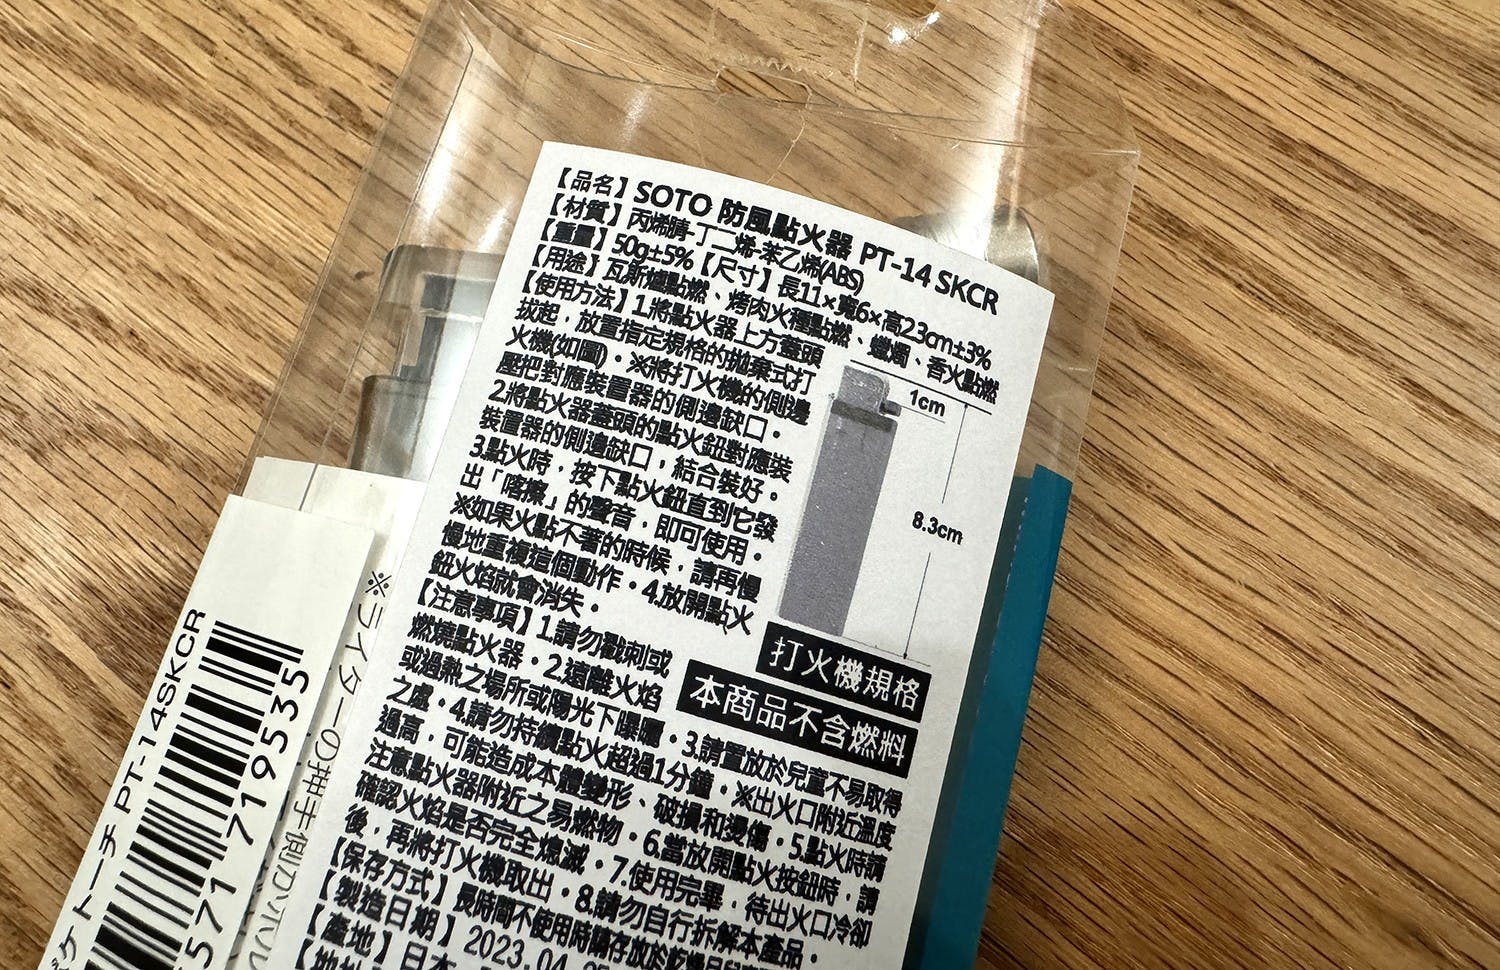 【品名】SOTO 防風點火器 PT-14 SKCR
【材質】丙烯腈-丁二烯-苯乙烯(ABS)
【重量】50g±5%【尺寸】長11×寬6×高2.3cm±3%
【用途】瓦斯爐點燃、烤肉火種點燃、蠟燭、香火點燃
【使用方法】1.將點火器上方蓋頭
拔起，放置指定規格的拋棄式打
火機(如圖)。※將打火機的側邊
壓把對應裝置器的側邊缺口。
2.將點火器蓋頭的點火鈕對應裝
裝置器的側邊缺口，結合裝好。
3.點火時，按下點火鈕直到它發
出「喀擦」的聲音，即可使用。
※如果火點不著的時候，請再慢
慢地重複這個動作。4.放開點火
鈕火焰就會消失。
1cm
8.3cm
打火機規格
本商品不含燃料
【注意事項】1.請勿戳刺或
燃燒點火器。2.遠離火焰
或過熱之場所或陽光下曝曬。3.請置放於兒童不易取得
之處。4.請勿持續點火超過1分鐘。※出火口附近溫度
過高，可能造成本體變形、破損和燙傷。5.點火時請
注意點火器附近之易燃物。6.當放開點火按鈕時，請
確認火焰是否完全熄滅。7.使用完畢，待出火口冷卻
後，再將打火機取出。8.請勿自行拆解本產品。
【保存方式】長時間不使用時請存放於乾燥
【製造日期】2023.04
【產地】日本
ケトーチ PT-14SKCR
571 719535
※ライターの押手側